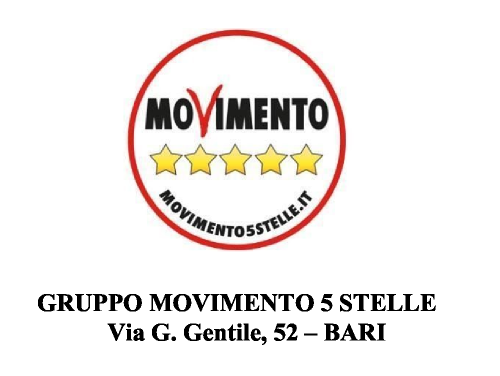 MOVIMENTO
MOVIMENTO5STELLE.IT
GRUPPO MOVIMENTO 5 STELLE
Via G. Gentile, 52 – BARI